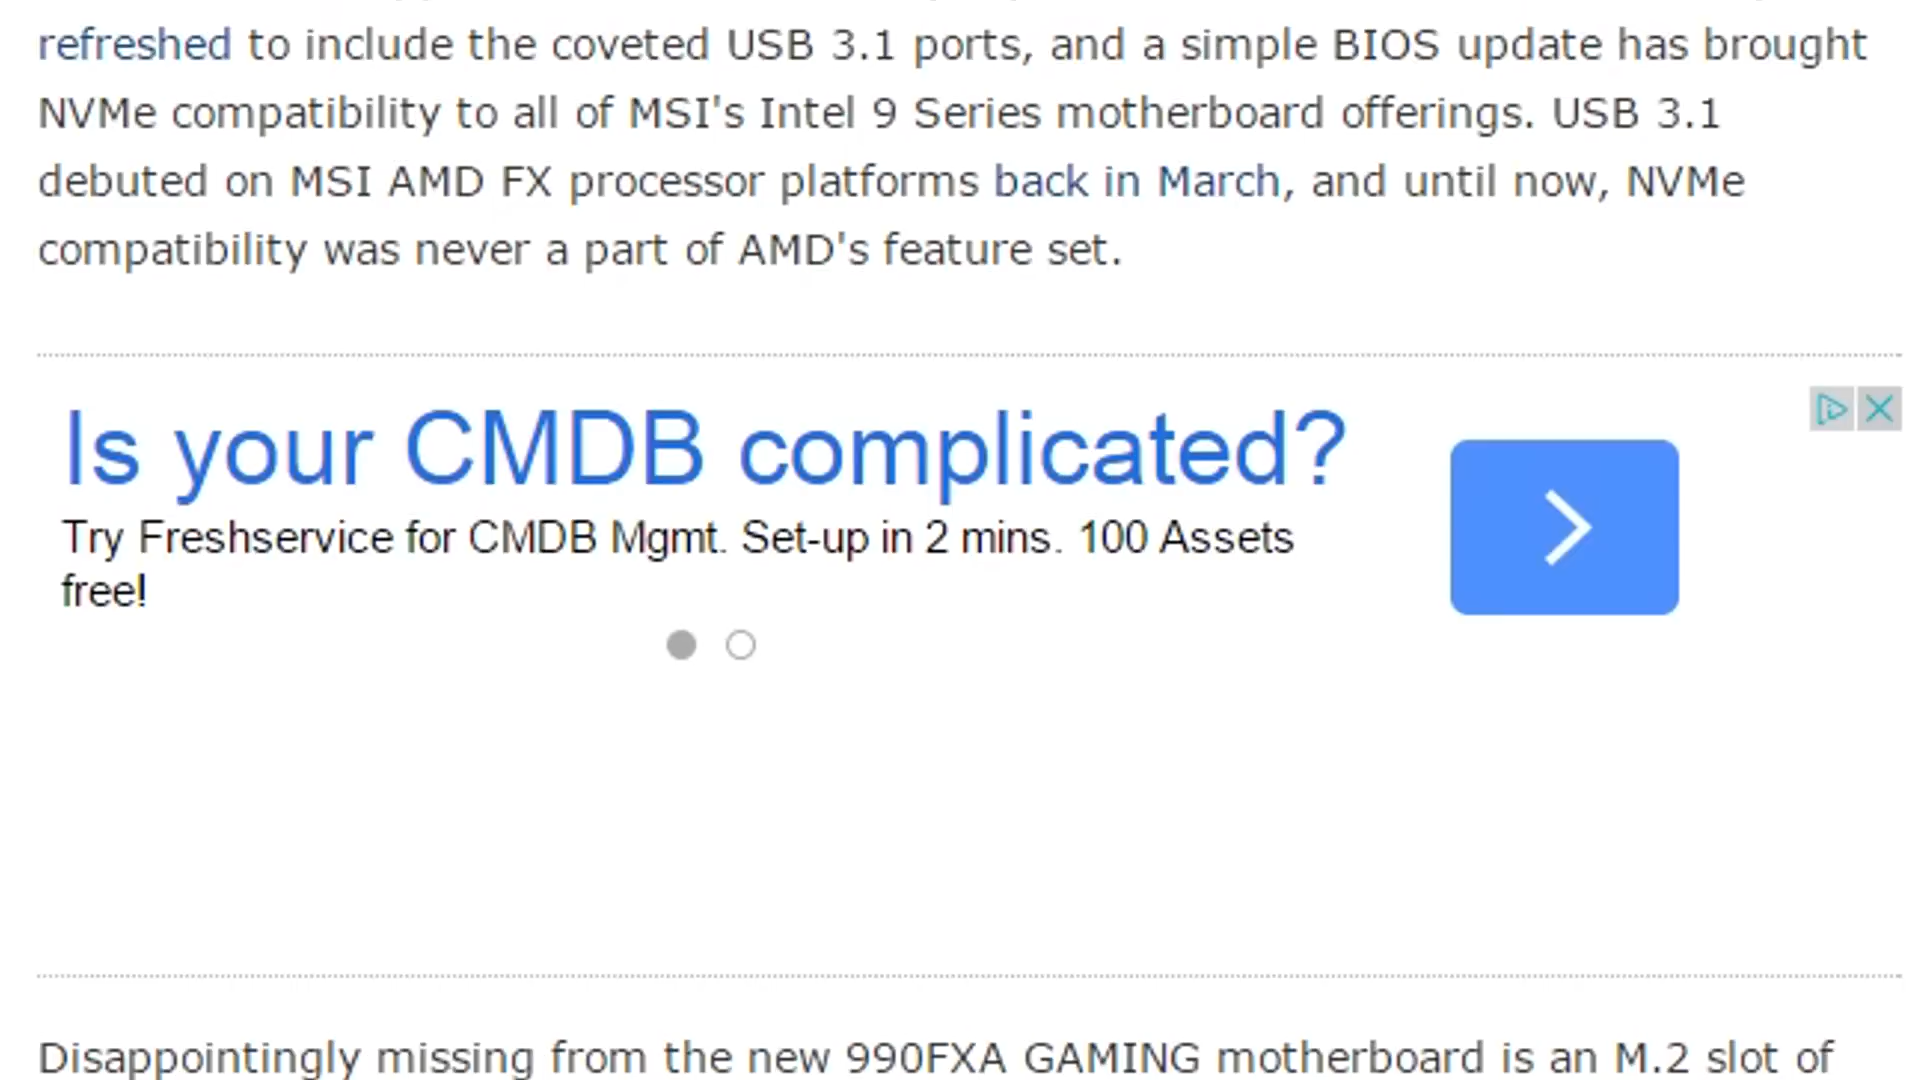 refreshed to include the coveted USB 3.1 ports, and a simple BIOS update has brought
NVMe compatibility to all of MSI's Intel 9 Series motherboard offerings. USB 3.1
debuted on MSI AMD FX processor platforms back in March, and until now, NVMe
compatibility was never a part of AMD's feature set.
Is your CMDB complicated?
Try Freshservice for CMDB Mgmt. Set-up in 2 mins. 100 Assets
free!
Disappointingly missing from the new 990FXA GAMING motherboard is an M.2 slot of